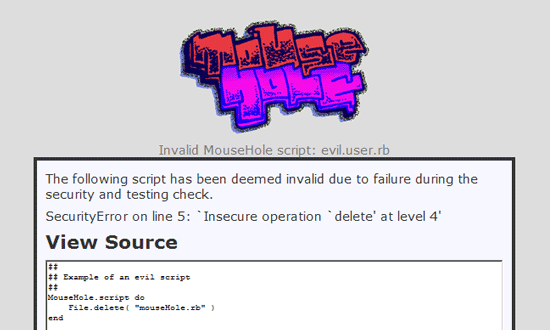 MOUSE
HOLE
Invalid MouseHole script: evil.user.rb
The following script has been deemed invalid due to failure during the
security and testing check.
SecurityError on line 5: `Insecure operation `delete' at level 4'
View Source
##
## Example of an evil script
##
MouseHole.script do
    File.delete( "mouseHole.rb" )
end